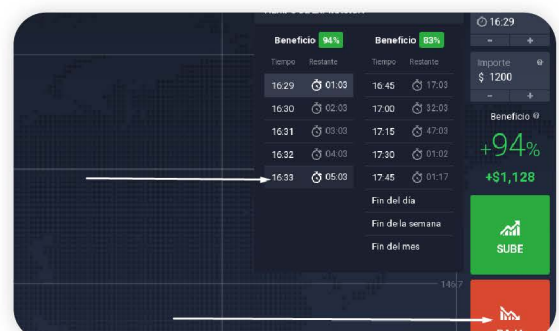 16:29
- +
Importe
$ 1200
- +
Beneficio
+94%
+$1,128
SUBE
Beneficio 94%
Tiempo Restante
16:29 01:03
16:30 02:03
16:31 03:03
16:32 04:03
16:33 05:03
Beneficio 83%
Tiempo Restante
16:45 17:03
17:00 32:03
17:15 47:03
17:30 01:02
17:45 01:17
Fin del día
Fin de la semana
Fin del mes